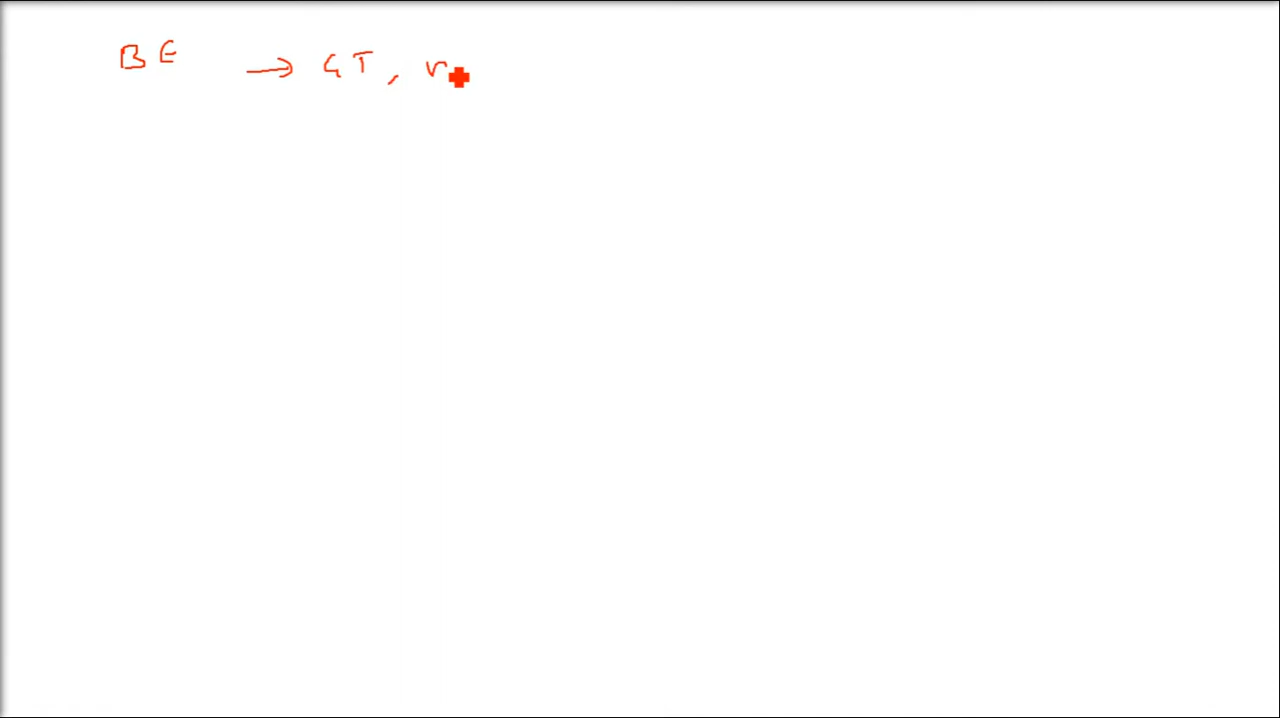 BE → GT, r